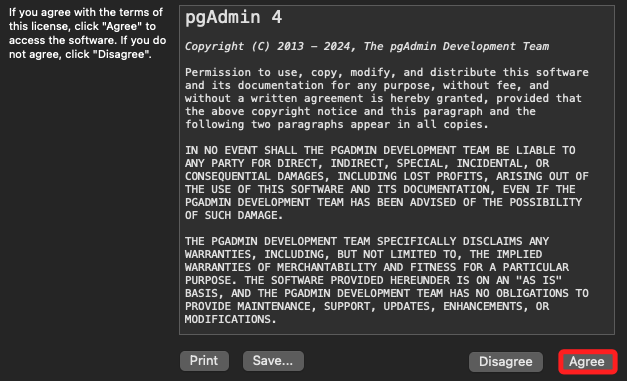 If you agree with the terms of
this license, click "Agree" to
access the software. If you do
not agree, click "Disagree".
pgAdmin 4
Copyright (C) 2013 – 2024, The pgAdmin Development Team
Permission to use, copy, modify, and distribute this software
and its documentation for any purpose, without fee, and
without a written agreement is hereby granted, provided that
the above copyright notice and this paragraph and the
following two paragraphs appear in all copies.
IN NO EVENT SHALL THE PGADMIN DEVELOPMENT TEAM BE LIABLE TO
ANY PARTY FOR DIRECT, INDIRECT, SPECIAL, INCIDENTAL, OR
CONSEQUENTIAL DAMAGES, INCLUDING LOST PROFITS, ARISING OUT OF
THE USE OF THIS SOFTWARE AND ITS DOCUMENTATION, EVEN IF THE
PGADMIN DEVELOPMENT TEAM HAS BEEN ADVISED OF THE POSSIBILITY
OF SUCH DAMAGE.
THE PGADMIN DEVELOPMENT TEAM SPECIFICALLY DISCLAIMS ANY
WARRANTIES, INCLUDING, BUT NOT LIMITED TO, THE IMPLIED
WARRANTIES OF MERCHANTABILITY AND FITNESS FOR A PARTICULAR
PURPOSE. THE SOFTWARE PROVIDED HEREUNDER IS ON AN "AS IS"
BASIS, AND THE PGADMIN DEVELOPMENT TEAM HAS NO OBLIGATIONS TO
PROVIDE MAINTENANCE, SUPPORT, UPDATES, ENHANCEMENTS, OR
MODIFICATIONS.
Print Save... Disagree Agree